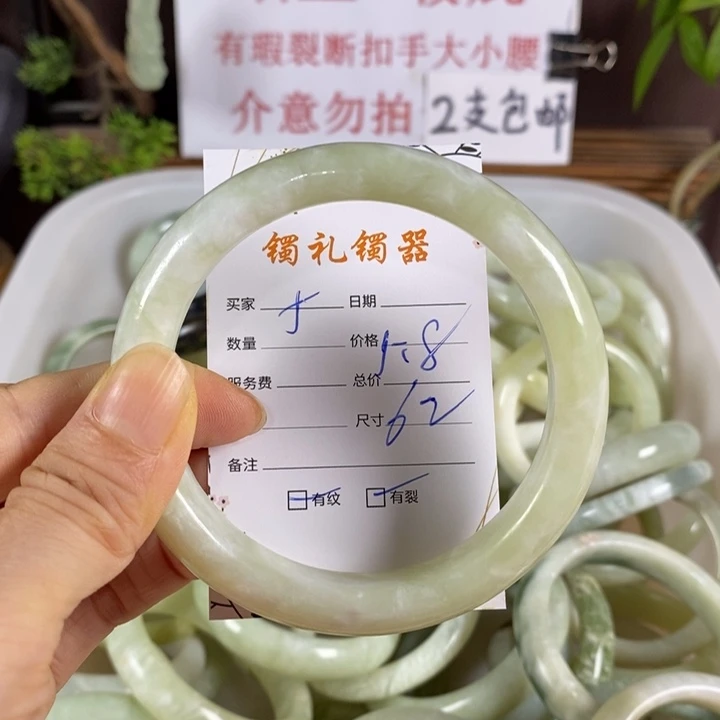 有瑕裂断扣手大小腰
介意勿拍 2支包邮
镯礼镯器
买家 日期
数量 价格
服务费 总价
尺寸 62
备注
有纹 有裂